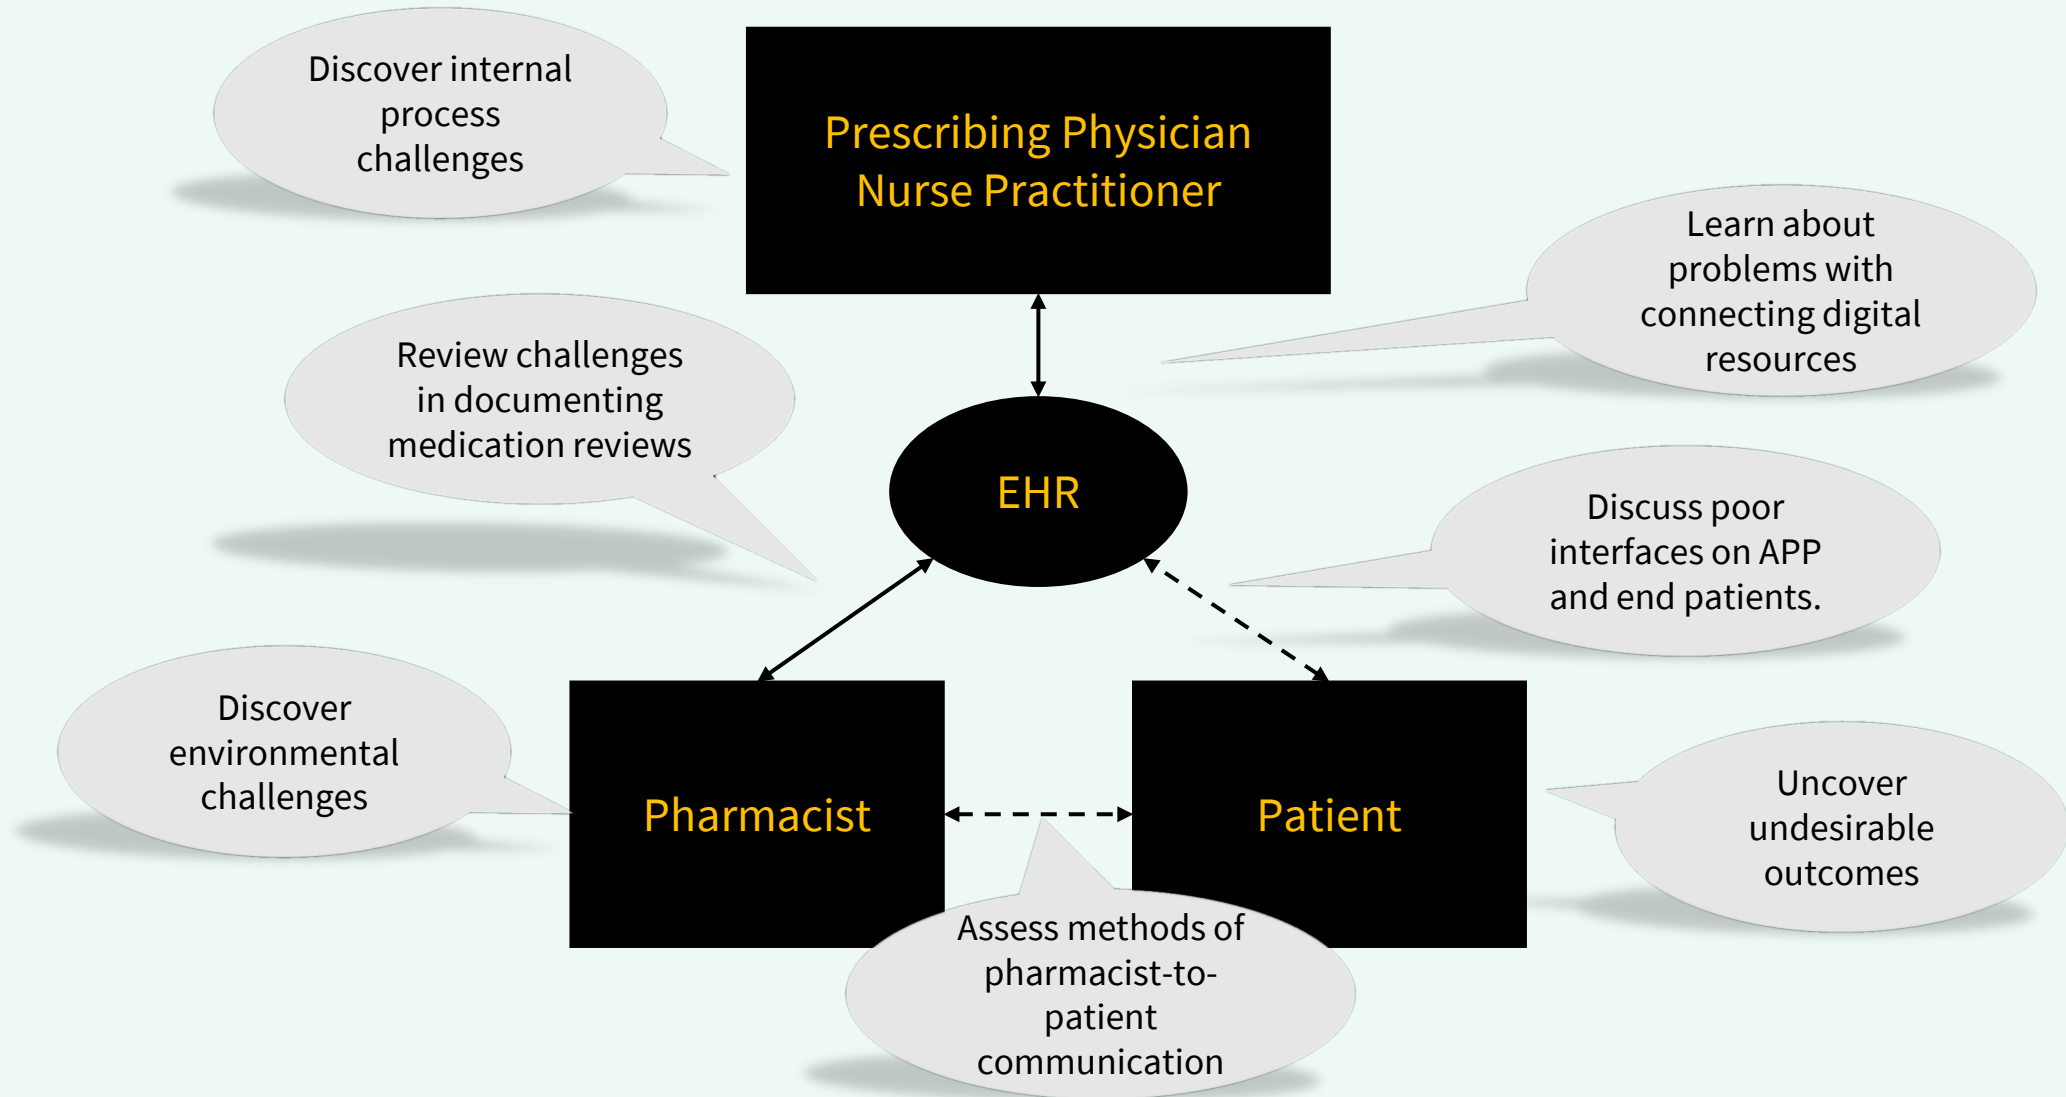 Discover internal
process
challenges
Prescribing Physician
Nurse Practitioner
Learn about
problems with
connecting digital
resources
Review challenges
in documenting
medication reviews
EHR
Discuss poor
interfaces on APP
and end patients.
Discover
environmental
challenges
Pharmacist
Patient
Uncover
undesirable
outcomes
Assess methods of
pharmacist-to-
patient
communication